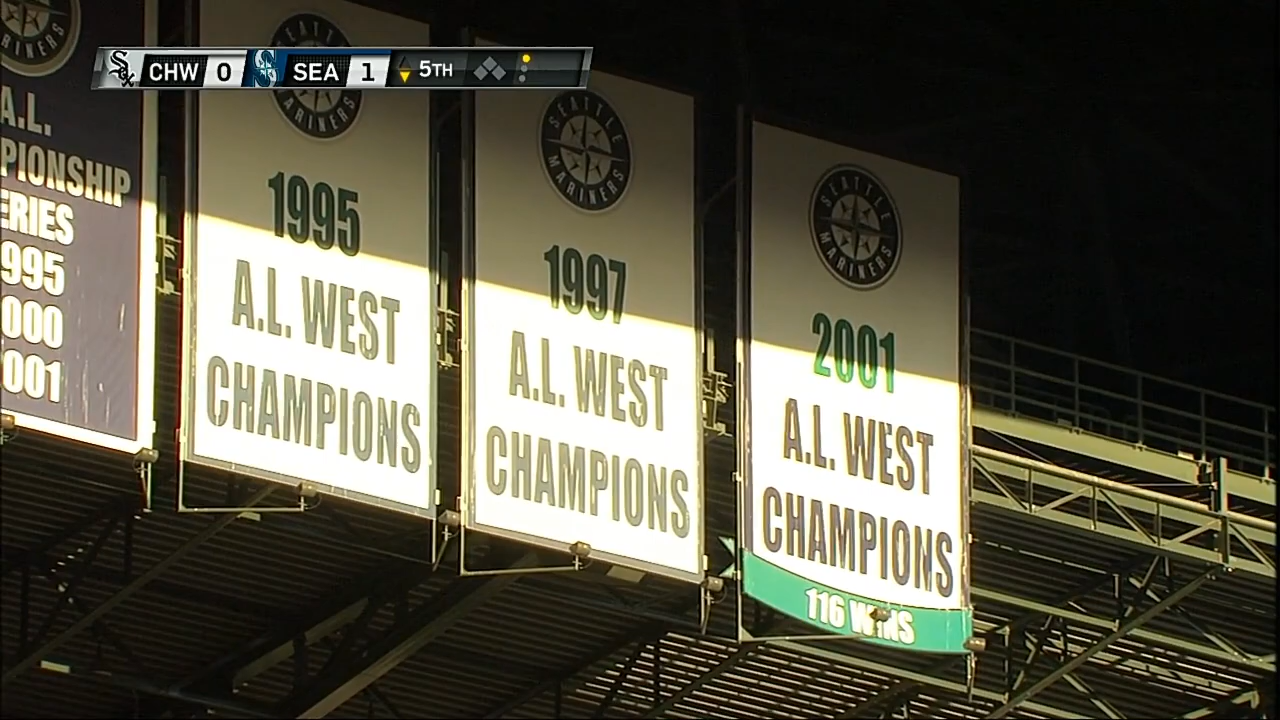 CHW 0 SEA 1 5TH
MARINERS
A.L.
PIONSHIP
ERIES
995
000
001
MARINERS
1995
A.L. WEST
CHAMPIONS
SEATTLE
MARINERS
1997
A.L. WEST
CHAMPIONS
SEATTLE
MARINERS
2001
A.L. WEST
CHAMPIONS
116 WINS